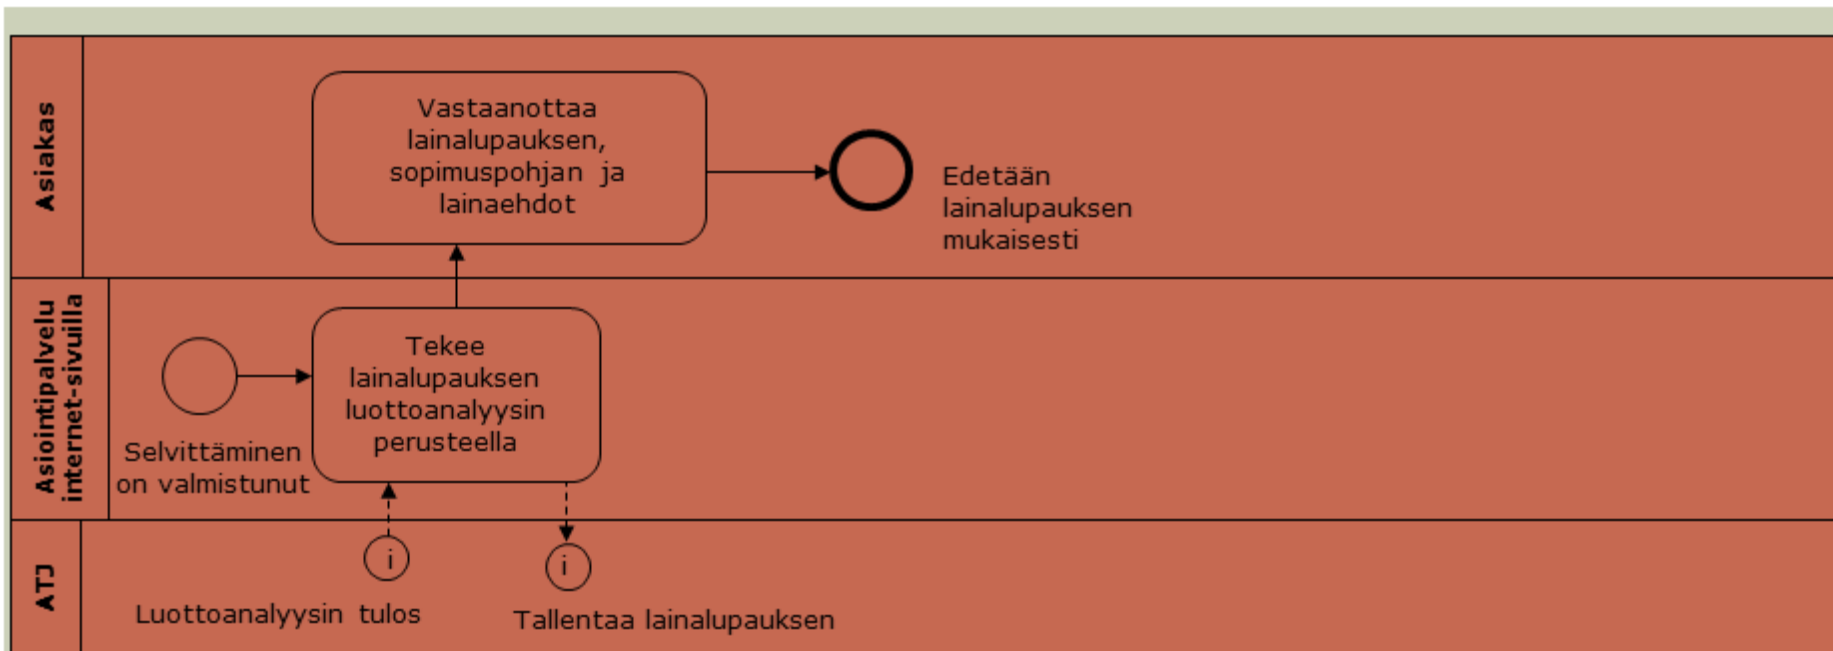 Asiakas
Vastaanottaa
lainalupauksen,
sopimuspohjan ja
lainaehdot
Edetään
lainalupauksen
mukaisesti
Asiointipalvelu
internet-sivuilla
Selvittäminen
on valmistunut
Tekee
lainalupauksen
luottoanalyysin
perusteella
ATJ
i
Luottoanalyysin tulos
i
Tallentaa lainalupauksen